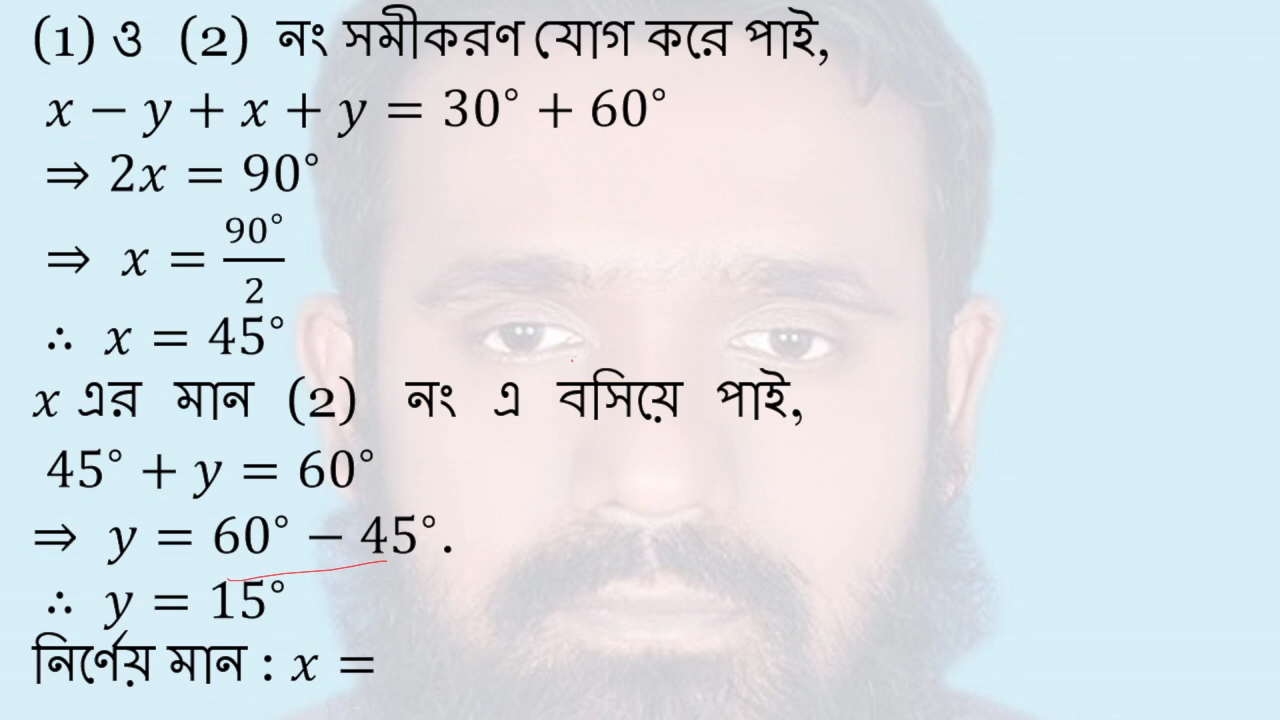 (1) ও (2) নং সমীকরণ যোগ করে পাই,
x − y + x + y = 30° + 60°
⇒ 2x = 90°
⇒ x = 90°/2
∴ x = 45°
x এর মান (2) নং এ বসিয়ে পাই,
45° + y = 60°
⇒ y = 60° − 45°.
∴ y = 15°
নির্ণেয় মান : x =